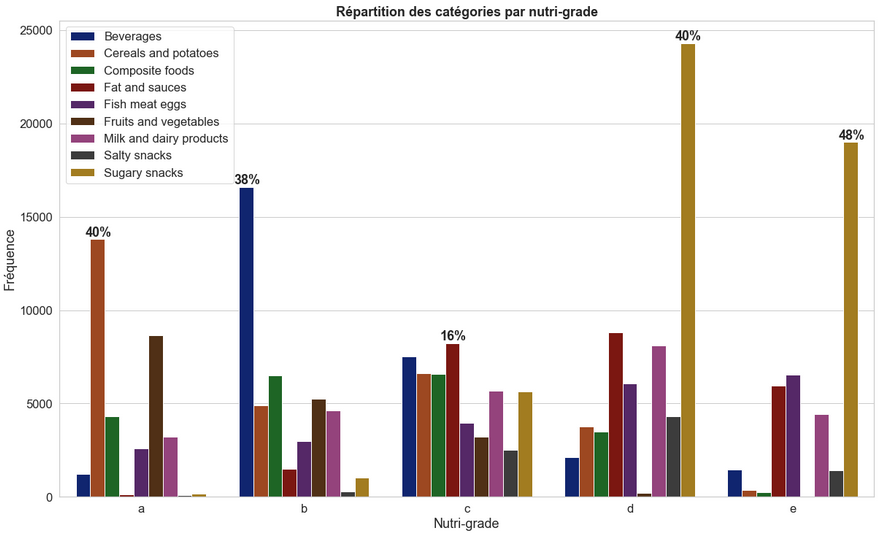 Répartition des catégories par nutri-grade
Beverages
Cereals and potatoes
Composite foods
Fat and sauces
Fish meat eggs
Fruits and vegetables
Milk and dairy products
Salty snacks
Sugary snacks
40%
38%
16%
40%
48%
Fréquence
25000
20000
15000
10000
5000
0
a
b
c
d
e
Nutri-grade